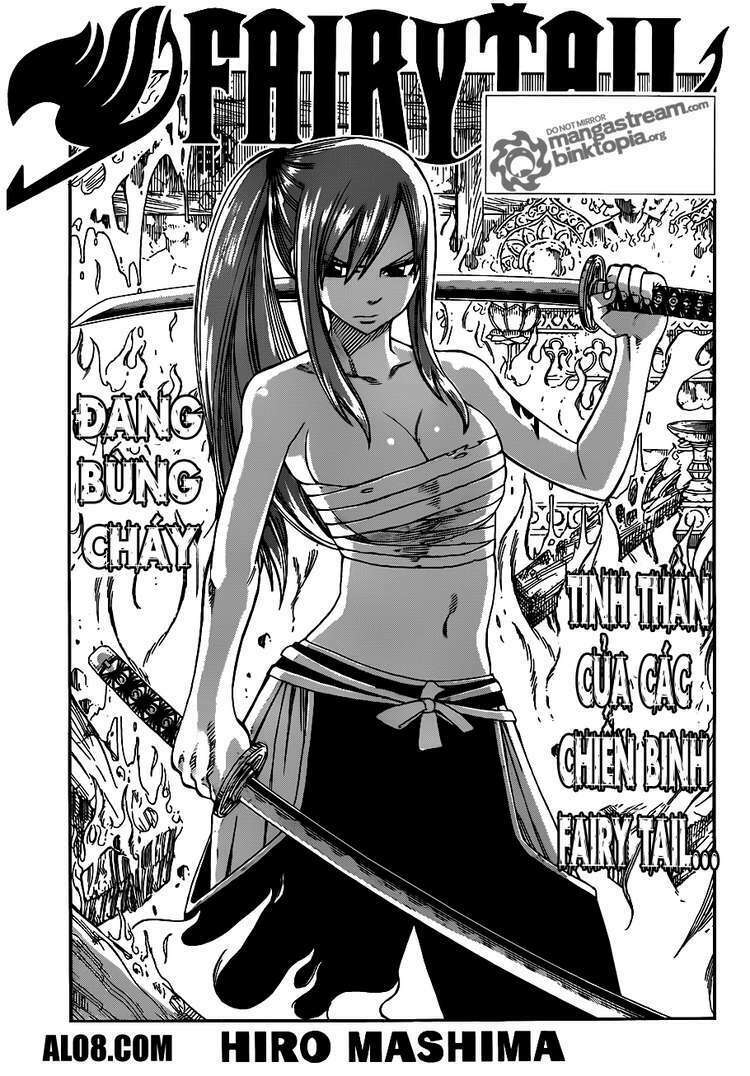 FAIRY TAIL
DO NOT MIRROR
mangastream.com
binktopia.org
ĐANG
BÙNG
CHÁY
TINH THẦN
CỦA CÁC
CHIẾN BINH
FAIRY TAIL...
AL08.COM HIRO MASHIMA